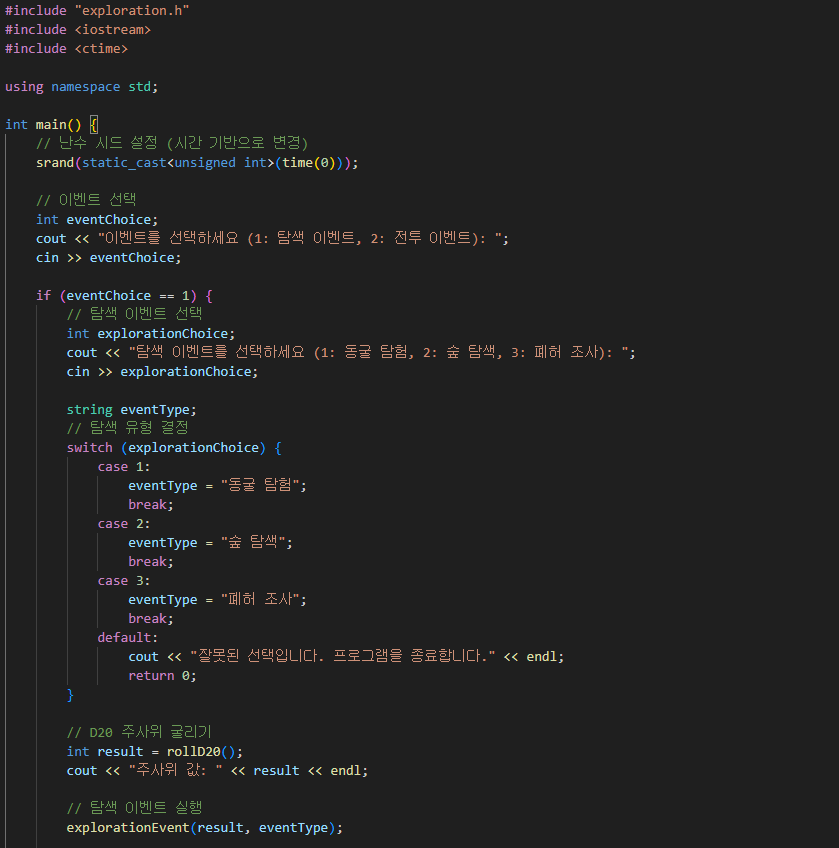 #include "exploration.h"
#include <iostream>
#include <ctime>
using namespace std;
int main() {
// 난수 시드 설정 (시간 기반으로 변경)
srand(static_cast<unsigned int>(time(0)));
// 이벤트 선택
int eventChoice;
cout << "이벤트를 선택하세요 (1: 탐색 이벤트, 2: 전투 이벤트): ";
cin >> eventChoice;
if (eventChoice == 1) {
// 탐색 이벤트 선택
int explorationChoice;
cout << "탐색 이벤트를 선택하세요 (1: 동굴 탐험, 2: 숲 탐색, 3: 폐허 조사): ";
cin >> explorationChoice;
string eventType;
// 탐색 유형 결정
switch (explorationChoice) {
case 1:
eventType = "동굴 탐험";
break;
case 2:
eventType = "숲 탐색";
break;
case 3:
eventType = "폐허 조사";
break;
default:
cout << "잘못된 선택입니다. 프로그램을 종료합니다." << endl;
return 0;
}
// D20 주사위 굴리기
int result = rollD20();
cout << "주사위 값: " << result << endl;
// 탐색 이벤트 실행
explorationEvent(result, eventType);